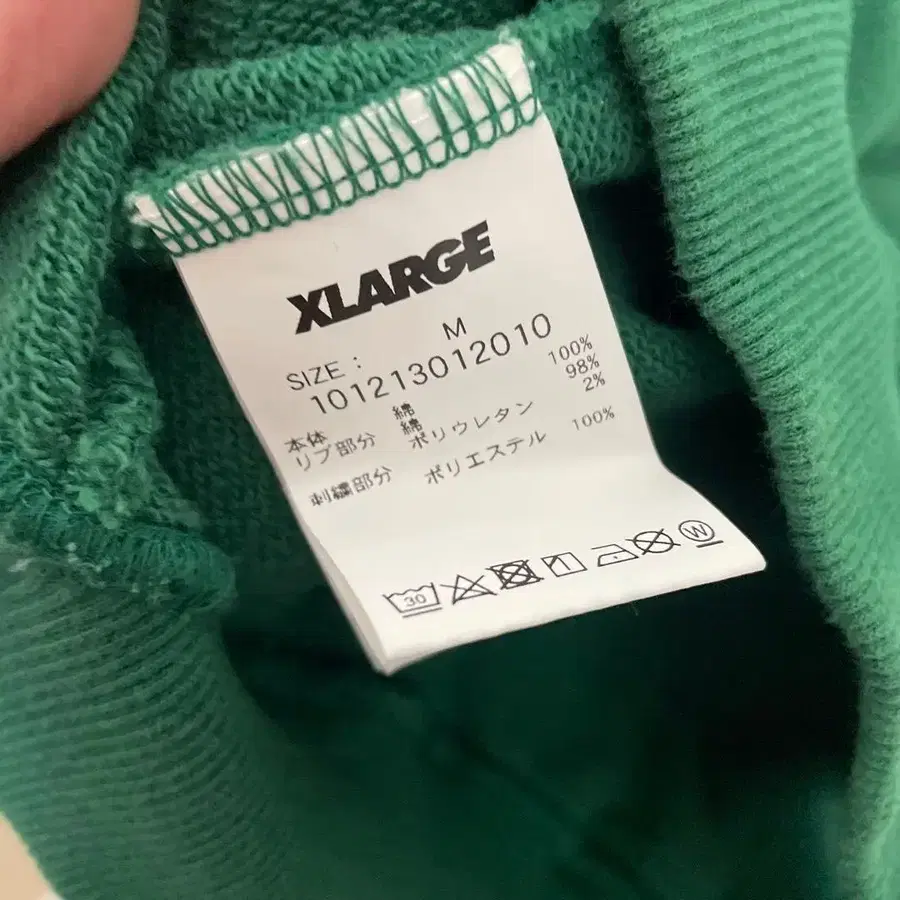 XLARGE
SIZE : M
101213012010
本体 綿 100%
リブ部分 綿 98%
ポリウレタン 2%
刺繍部分 ポリエステル 100%
30
W